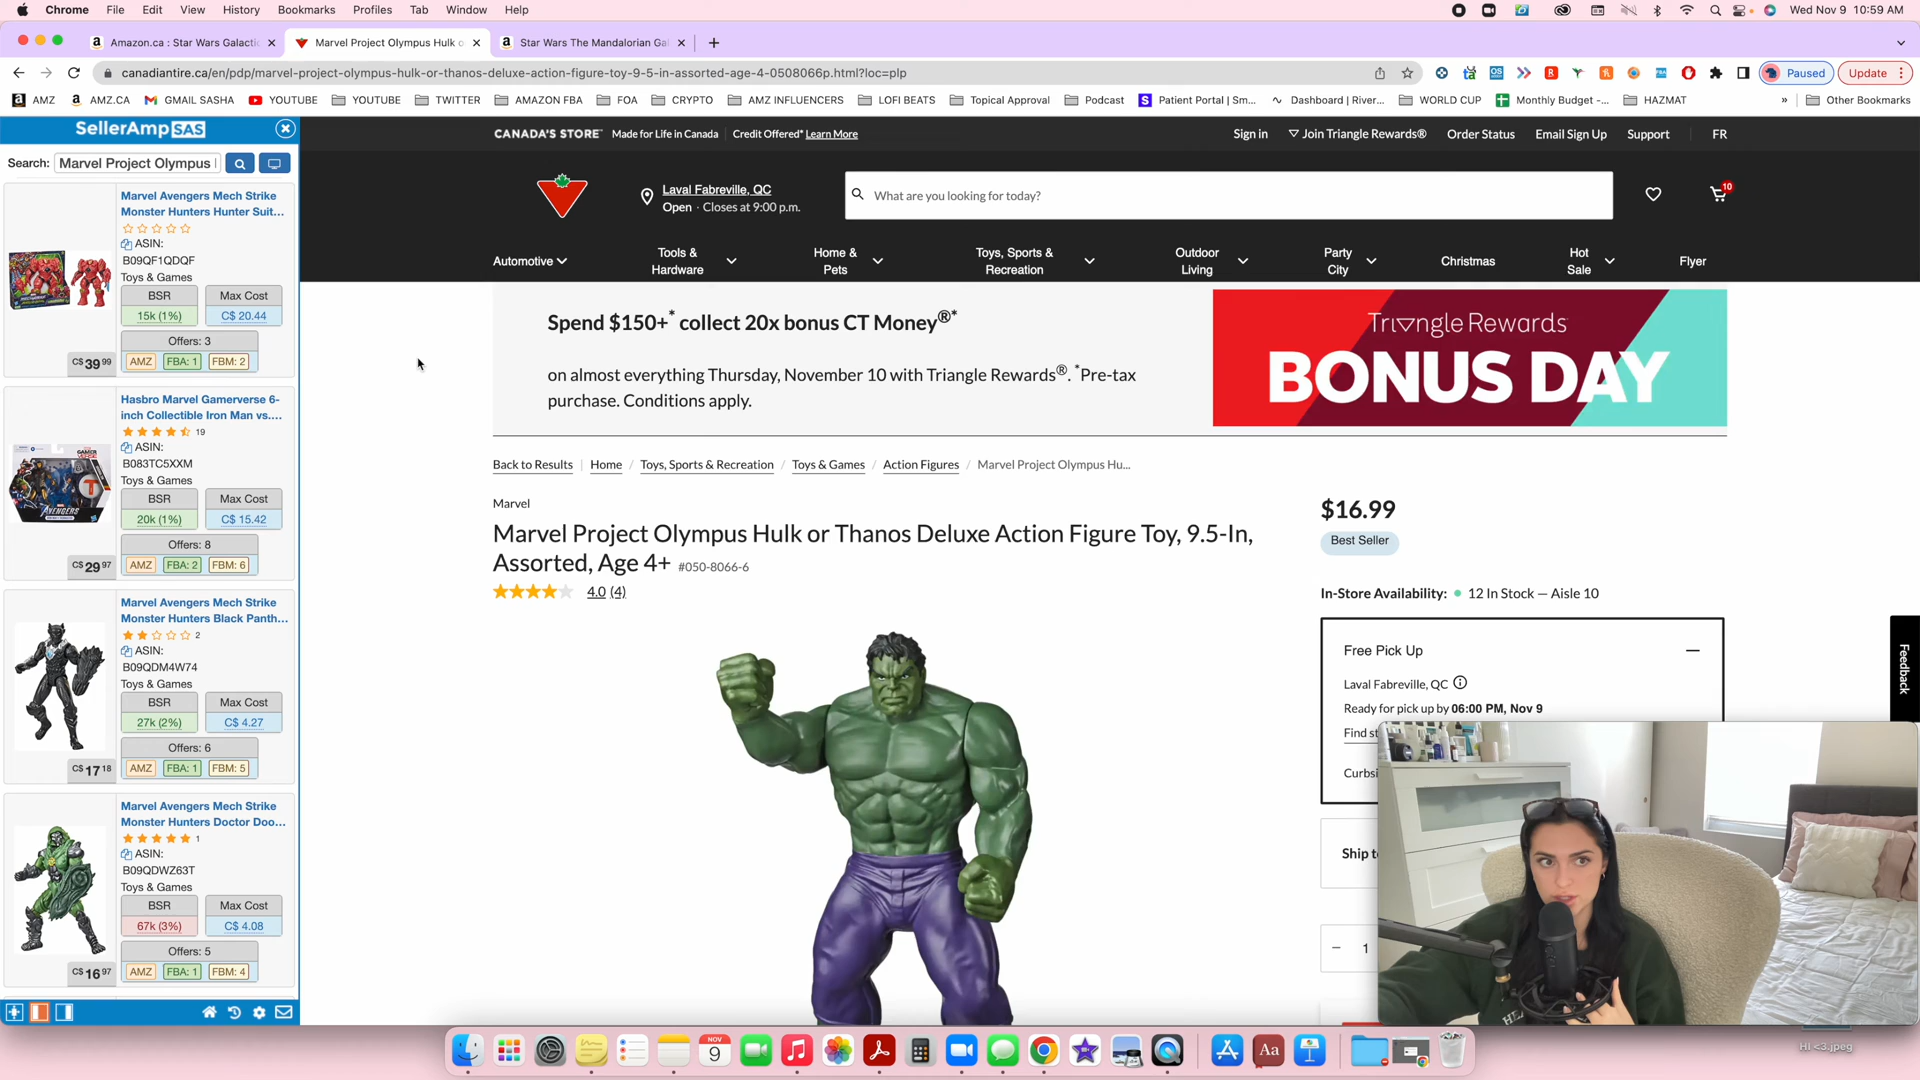 Chrome File Edit View History Bookmarks Profiles Tab Window Help
Wed Nov 9 10:59 AM
Amazon.ca : Star Wars Galactic
Marvel Project Olympus Hulk o
Star Wars The Mandalorian Ga
canadiantire.ca/en/pdp/marvel-project-olympus-hulk-or-thanos-deluxe-action-figure-toy-9-5-in-assorted-age-4-0508066p.html?loc=plp
Paused
Update
AMZ AMZ.CA GMAIL SASHA YOUTUBE YOUTUBE TWITTER AMAZON FBA FOA CRYPTO AMZ INFLUENCERS LOFI BEATS Topical Approval Podcast Patient Portal | Sm... Dashboard | River... WORLD CUP Monthly Budget -... HAZMAT » Other Bookmarks
SellerAmp SAS
Search: Marvel Project Olympus
Marvel Avengers Mech Strike
Monster Hunters Hunter Suit...
ASIN:
B09QF1QDQF
Toys & Games
BSR Max Cost
15k (1%) C$ 20.44
Offers: 3
C$ 39 99
AMZ FBA: 1 FBM: 2
Hasbro Marvel Gamerverse 6-
inch Collectible Iron Man vs....
19
ASIN:
B083TC5XXM
Toys & Games
BSR Max Cost
20k (1%) C$ 15.42
Offers: 8
C$ 29 97
AMZ FBA: 2 FBM: 6
Marvel Avengers Mech Strike
Monster Hunters Black Panth...
2
ASIN:
B09QDM4W74
Toys & Games
BSR Max Cost
27k (2%) C$ 4.27
Offers: 6
C$ 17 18
AMZ FBA: 1 FBM: 5
Marvel Avengers Mech Strike
Monster Hunters Doctor Doo...
1
ASIN:
B09QDWZ63T
Toys & Games
BSR Max Cost
67k (3%) C$ 4.08
Offers: 5
C$ 16 97
AMZ FBA: 1 FBM: 4
CANADA'S STORE™ Made for Life in Canada Credit Offered* Learn More
Sign in Join Triangle Rewards® Order Status Email Sign Up Support FR
Laval Fabreville, QC
Open · Closes at 9:00 p.m.
What are you looking for today?
10
Automotive
Tools &
Hardware
Home &
Pets
Toys, Sports &
Recreation
Outdoor
Living
Party
City
Christmas
Hot
Sale
Flyer
Spend $150+* collect 20x bonus CT Money®*
on almost everything Thursday, November 10 with Triangle Rewards®. *Pre-tax
purchase. Conditions apply.
Triangle Rewards
BONUS DAY
Back to Results Home / Toys, Sports & Recreation / Toys & Games / Action Figures / Marvel Project Olympus Hu...
Marvel
Marvel Project Olympus Hulk or Thanos Deluxe Action Figure Toy, 9.5-In,
Assorted, Age 4+ #050-8066-6
4.0 (4)
$16.99
Best Seller
In-Store Availability: 12 In Stock — Aisle 10
Free Pick Up
Laval Fabreville, QC
Ready for pick up by 06:00 PM, Nov 9
Find st
Curbsi
Ship to
1
Feedback
NOV
9
Aa
HI <3.jpeg